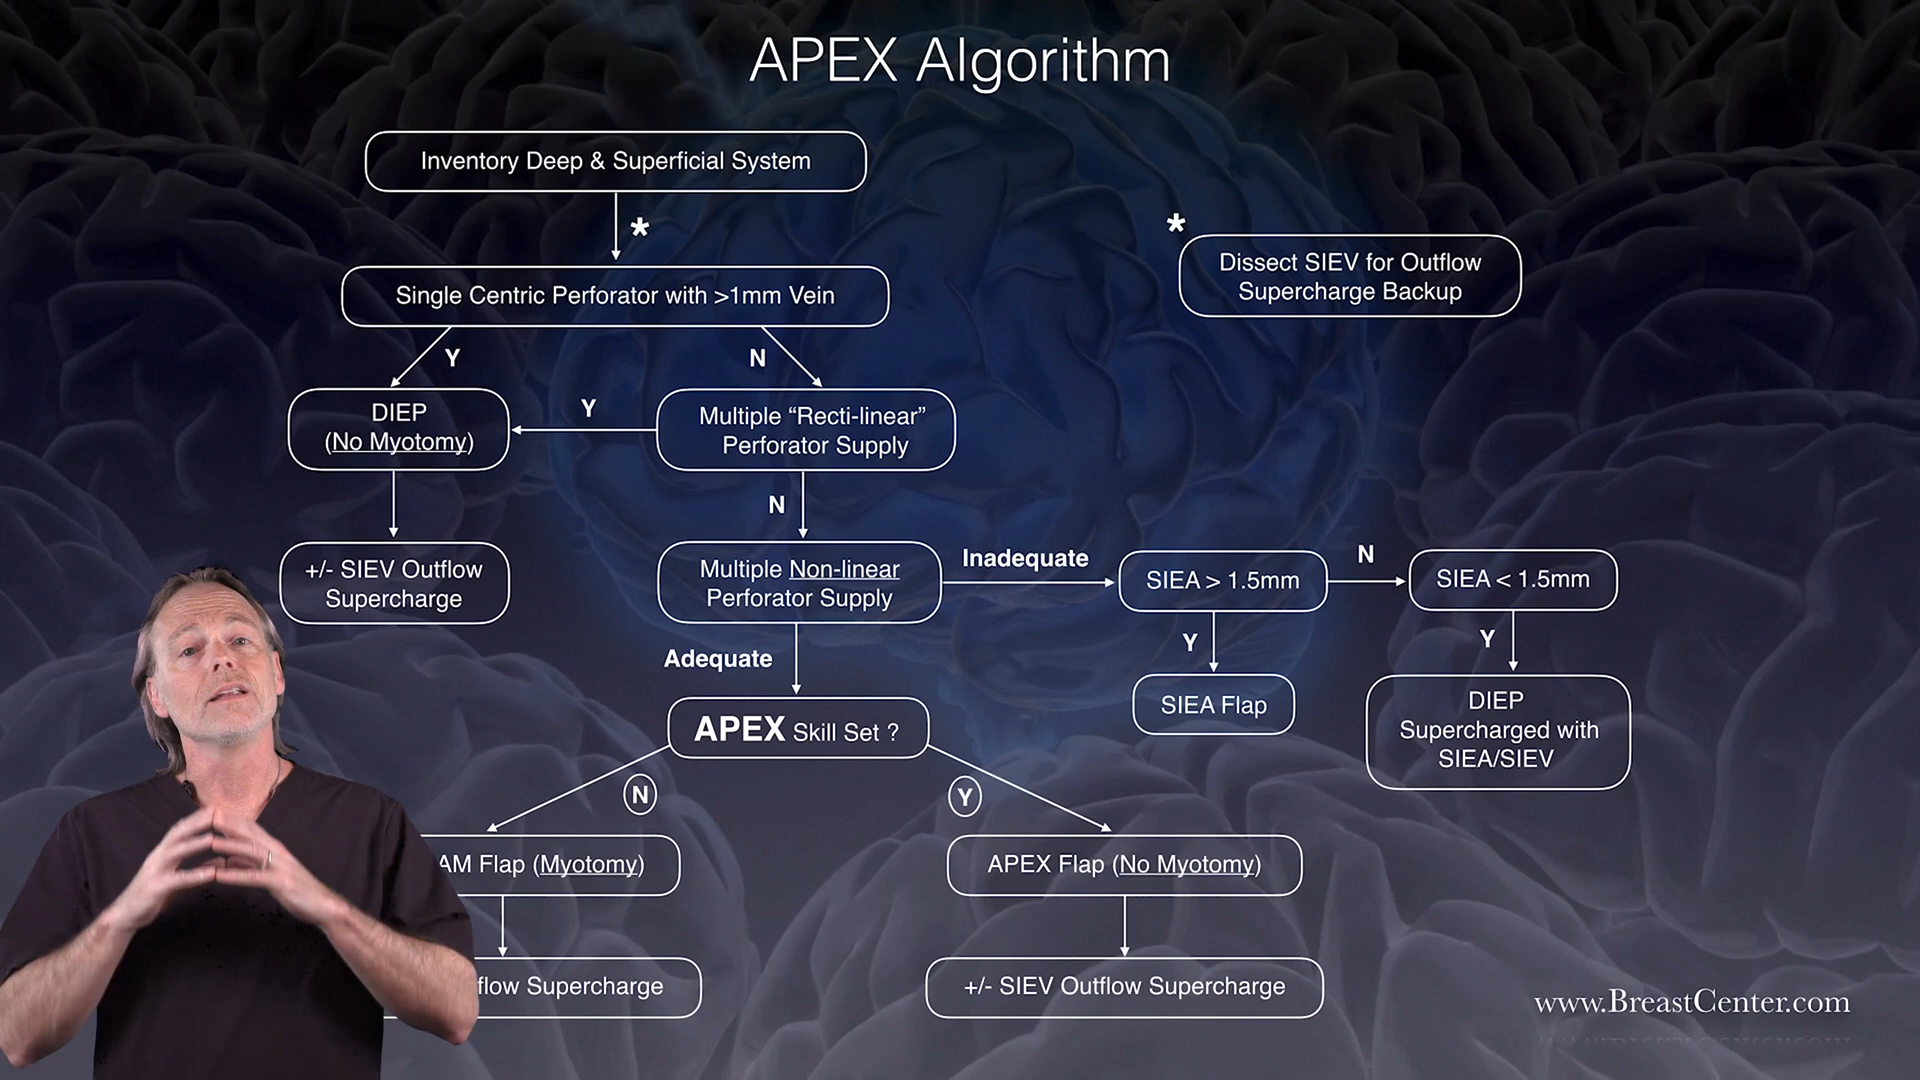 APEX Algorithm
Inventory Deep & Superficial System
*
*
Dissect SIEV for Outflow
Supercharge Backup
Single Centric Perforator with >1mm Vein
Y
N
DIEP
(No Myotomy)
Y
Multiple “Recti-linear”
Perforator Supply
N
+/- SIEV Outflow
Supercharge
Multiple Non-linear
Perforator Supply
Inadequate
SIEA > 1.5mm
N
SIEA < 1.5mm
Adequate
Y
Y
SIEA Flap
DIEP
Supercharged with
SIEA/SIEV
APEX Skill Set ?
N
Y
AM Flap (Myotomy)
APEX Flap (No Myotomy)
flow Supercharge
+/- SIEV Outflow Supercharge
www.BreastCenter.com